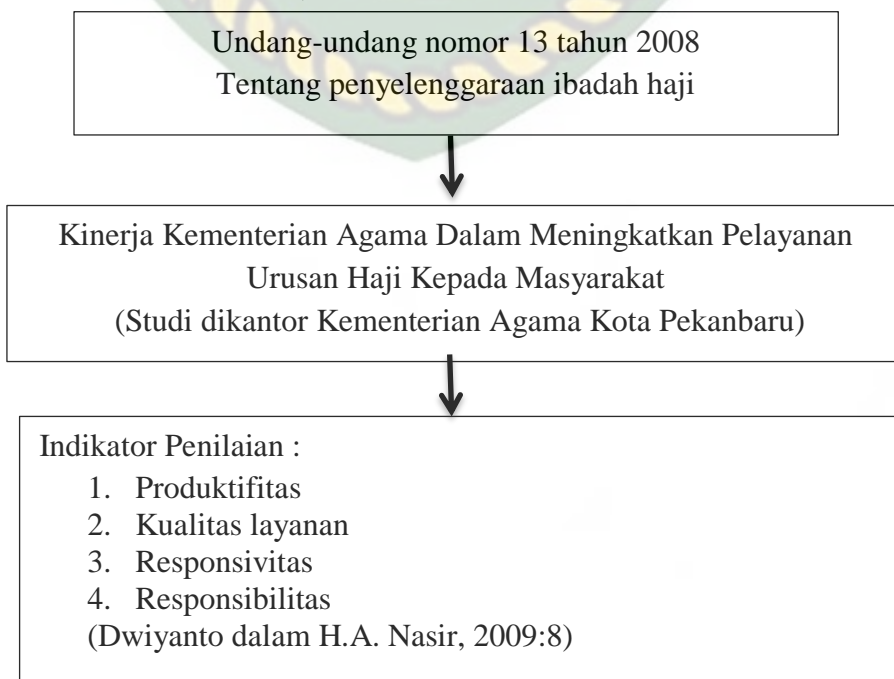 Undang-undang nomor 13 tahun 2008
Tentang penyelenggaraan ibadah haji
Kinerja Kementerian Agama Dalam Meningkatkan Pelayanan
Urusan Haji Kepada Masyarakat
(Studi dikantor Kementerian Agama Kota Pekanbaru)
Indikator Penilaian :
1. Produktifitas
2. Kualitas layanan
3. Responsivitas
4. Responsibilitas
(Dwiyanto dalam H.A. Nasir, 2009:8)